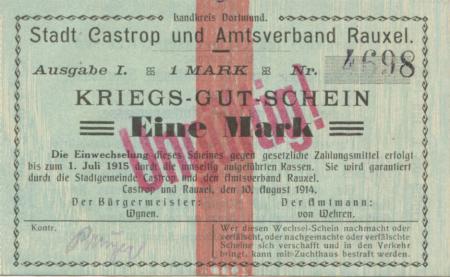 Landkreis Dortmund.
Stadt Castrop und Amtsverband Rauxel.
Ausgabe I. 1 MARK Nr. 4698
KRIEGS-GUT-SCHEIN
Eine Mark
Ungültig!
Die Einwechselung dieses Scheines gegen gesetzliche Zahlungsmittel erfolgt
bis zum 1. Juli 1915 durch die umseitig aufgeführten Kassen. Sie wird garantiert
durch die Stadtgemeinde Castrop und den Amtsverband Rauxel.
Castrop und Rauxel, den 10. August 1914.
Der Bürgermeister: Der Amtmann:
Wynen. von Wehren.
Kontr.
Wer diesen Wechsel-Schein nachmacht oder
verfälscht, oder nachgemachte oder verfälschte
Scheine sich verschafft und in den Verkehr
bringt, kann mit Zuchthaus bestraft werden.